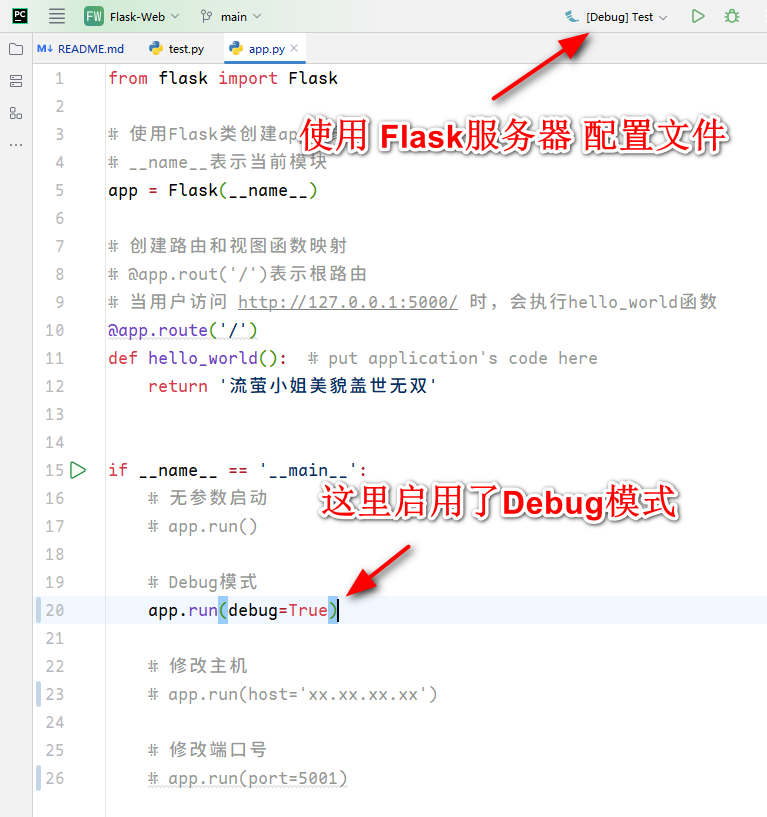 PC FW Flask-Web main [Debug] Test
M↓ README.md test.py app.py ×
1 from flask import Flask
2
使用 Flask服务器 配置文件
3 # 使用Flask类创建ap
4 # __name__表示当前模块
5 app = Flask(__name__)
6
7 # 创建路由和视图函数映射
8 # @app.rout('/')表示根路由
9 # 当用户访问 http://127.0.0.1:5000/ 时，会执行hello_world函数
10 @app.route('/')
11 def hello_world(): # put application's code here
12 return '流萤小姐美貌盖世无双'
13
14
15 if __name__ == '__main__':
16 # 无参数启动
这里启用了Debug模式
17 # app.run()
18
19 # Debug模式
20 app.run(debug=True)
21
22 # 修改主机
23 # app.run(host='xx.xx.xx.xx')
24
25 # 修改端口号
26 # app.run(port=5001)